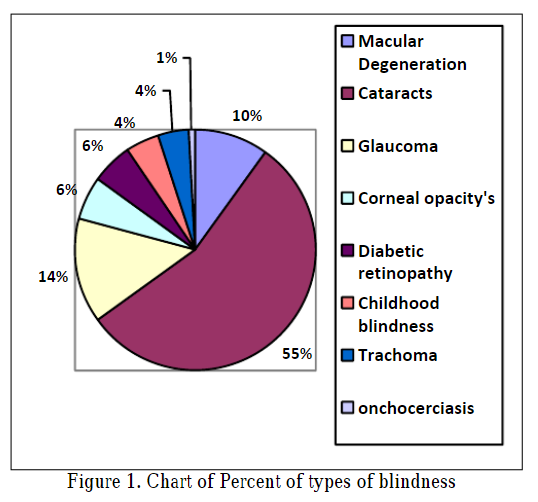 1%
4%
4%
6%
6%
10%
14%
55%
Macular
Degeneration
Cataracts
Glaucoma
Corneal opacity's
Diabetic
retinopathy
Childhood
blindness
Trachoma
onchocerciasis
Figure 1. Chart of Percent of types of blindness